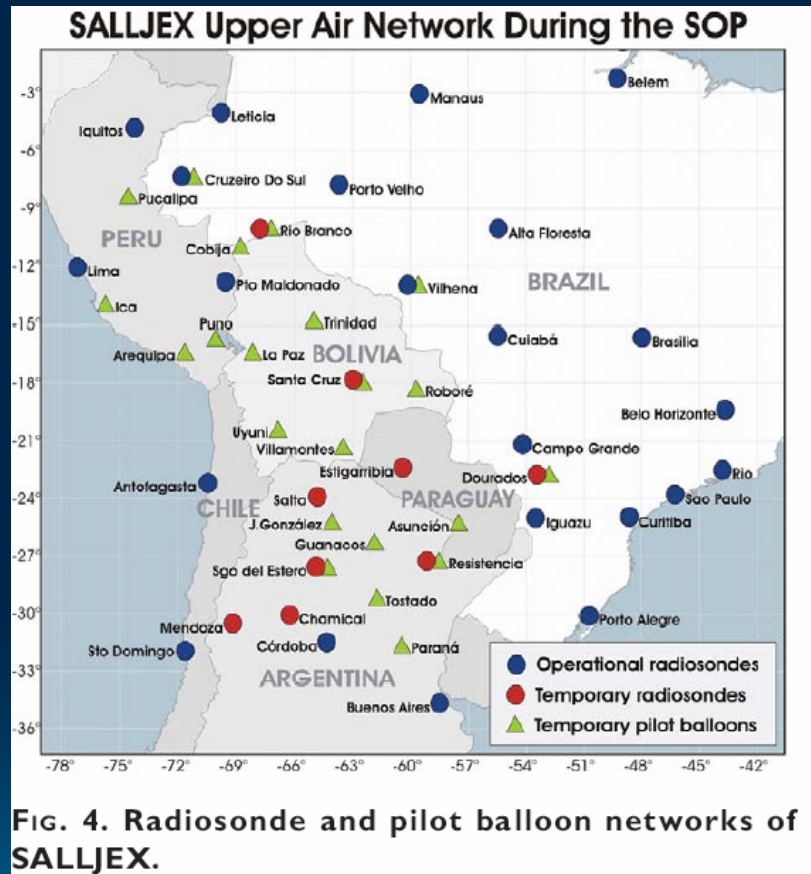 SALLJEX Upper Air Network During the SOP
-3°
-6°
-9°
-12°
-15°
-18°
-21°
-24°
-27°
-30°
-33°
-36°
Belem
Manaus
Leticia
Iquitos
Cruzeiro Do Sul
Porto Velho
Pucallpa
PERU
Rio Branco
Alta Floresta
Cobija
Lima
Pto Maldonado
Vilhena
BRAZIL
Ica
Puno
Trinidad
Arequipa
La Paz
BOLIVIA
Cuiabá
Brasilia
Santa Cruz
Roboré
Belo Horizonte
Uyuni
Villamontes
Campo Grande
Estigarribia
Dourados
Rio
Antofagasta
CHILE
Salta
PARAGUAY
Sao Paulo
J.González
Asunción
Iguazu
Curitiba
Guanacos
Sgo del Estero
Resistencia
Tostado
Mendoza
Chamical
Porto Alegre
Sto Domingo
Córdoba
Paraná
ARGENTINA
Buenos Aires
Operational radiosondes
Temporary radiosondes
Temporary pilot balloons
-78° -75° -72° -69° -66° -63° -60° -57° -54° -51° -48° -45° -42°
FIG. 4. Radiosonde and pilot balloon networks of
SALLJEX.